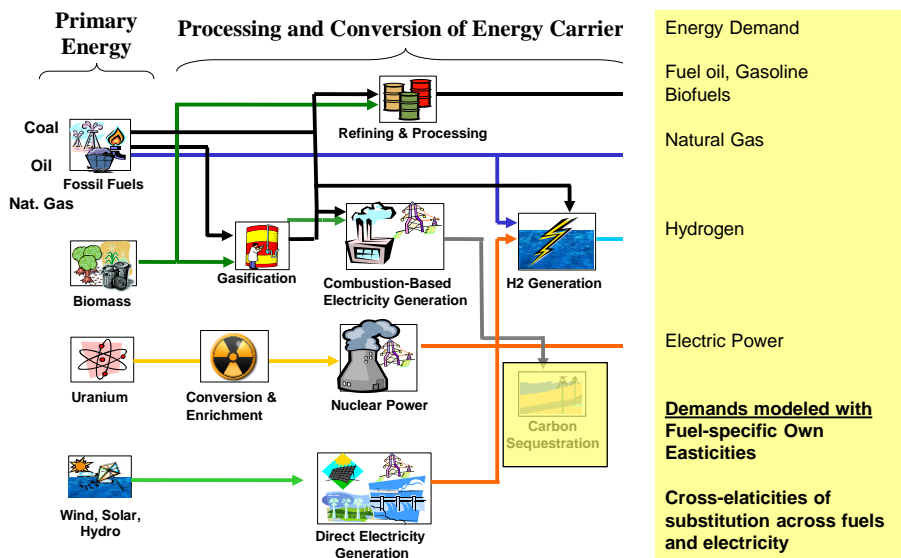 Primary
Energy
Processing and Conversion of Energy Carrier
Energy Demand
Fuel oil, Gasoline
Biofuels
Refining & Processing
Coal
Natural Gas
Oil
Fossil Fuels
Nat. Gas
Hydrogen
Gasification
Combustion-Based
Electricity Generation
H2 Generation
Biomass
Electric Power
Uranium
Conversion &
Enrichment
Nuclear Power
Carbon
Sequestration
Demands modeled with
Fuel-specific Own
Easticities
Wind, Solar,
Hydro
Direct Electricity
Generation
Cross-elaticities of
substitution across fuels
and electricity